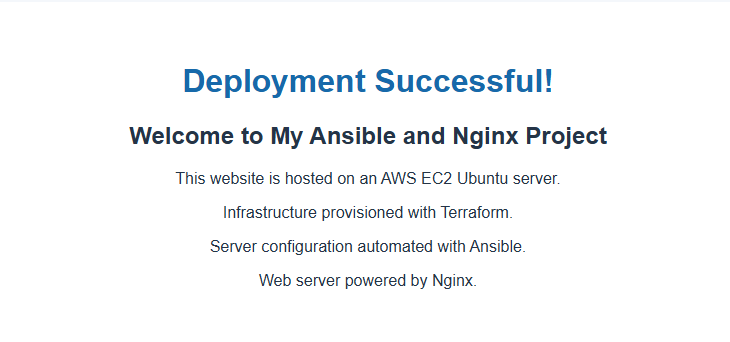 Deployment Successful!
Welcome to My Ansible and Nginx Project
This website is hosted on an AWS EC2 Ubuntu server.
Infrastructure provisioned with Terraform.
Server configuration automated with Ansible.
Web server powered by Nginx.